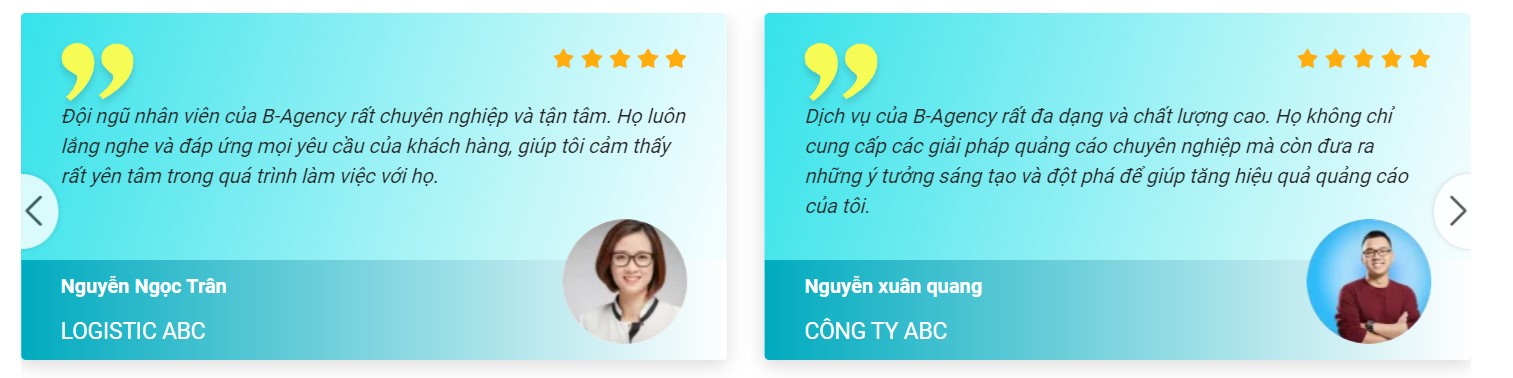 Đội ngũ nhân viên của B-Agency rất chuyên nghiệp và tận tâm. Họ luôn
lắng nghe và đáp ứng mọi yêu cầu của khách hàng, giúp tôi cảm thấy
rất yên tâm trong quá trình làm việc với họ.
Nguyễn Ngọc Trân
LOGISTIC ABC
Dịch vụ của B-Agency rất đa dạng và chất lượng cao. Họ không chỉ
cung cấp các giải pháp quảng cáo chuyên nghiệp mà còn đưa ra
những ý tưởng sáng tạo và đột phá để giúp tăng hiệu quả quảng cáo
của tôi.
Nguyễn xuân quang
CÔNG TY ABC